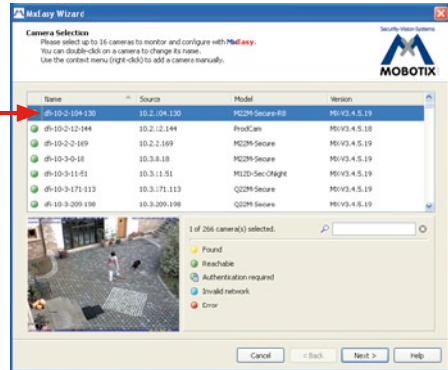 MxEasy Wizard
Camera Selection
Please select up to 16 cameras to monitor and configure with MxEasy.
You can double-click on a camera to change its name.
Use the context menu (right-click) to add a camera manually.
Security-Vision-Systems
MOBOTIX
Name Source Model Version
dfi-10-2-104-130 10.2.104.130 M22M-Secure-R8 MX-V3.4.5.19
dfi-10-2-12-144 10.2.12.144 ProdCam MX-V3.4.5.18
dfi-10-2-2-169 10.2.2.169 M22M-Secure MX-V3.4.5.19
dfi-10-3-0-18 M22M-Secure MX-V3.4.5.19
dfi-10-3-11-51 10.3.11.51 M12D-Sec-DNight MX-V3.4.5.19
dfi-10-3-171-113 10.3.171.113 Q22M-Secure MX-V3.4.5.19
dfi-10-3-209-198 10.3.209.198 Q22M-Secure MX-V3.4.5.19
1 of 266 camera(s) selected.
Found
Reachable
Authentication required
Invalid network
Error
Cancel < Back Next > Help